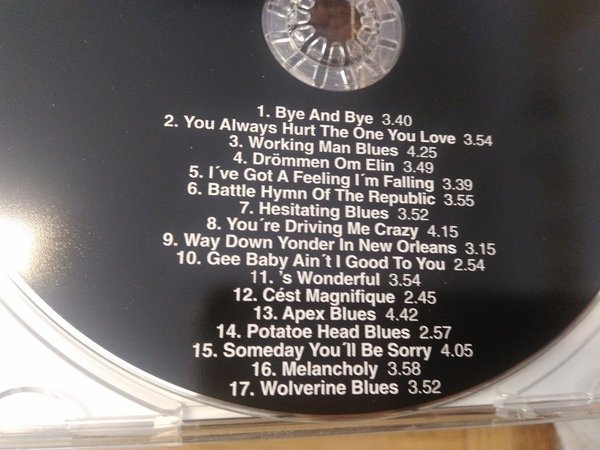 1. Bye And Bye 3.40
2. You Always Hurt The One You Love 3.54
3. Working Man Blues 4.25
4. Drömmen Om Elin 3.49
5. I´ve Got A Feeling I´m Falling 3.39
6. Battle Hymn Of The Republic 3.55
7. Hesitating Blues 3.52
8. You´re Driving Me Crazy 4.15
9. Way Down Yonder In New Orleans 3.15
10. Gee Baby Ain´t I Good To You 2.54
11. ´s Wonderful 3.54
12. Cést Magnifique 2.45
13. Apex Blues 4.42
14. Potatoe Head Blues 2.57
15. Someday You´ll Be Sorry 4.05
16. Melancholy 3.58
17. Wolverine Blues 3.52